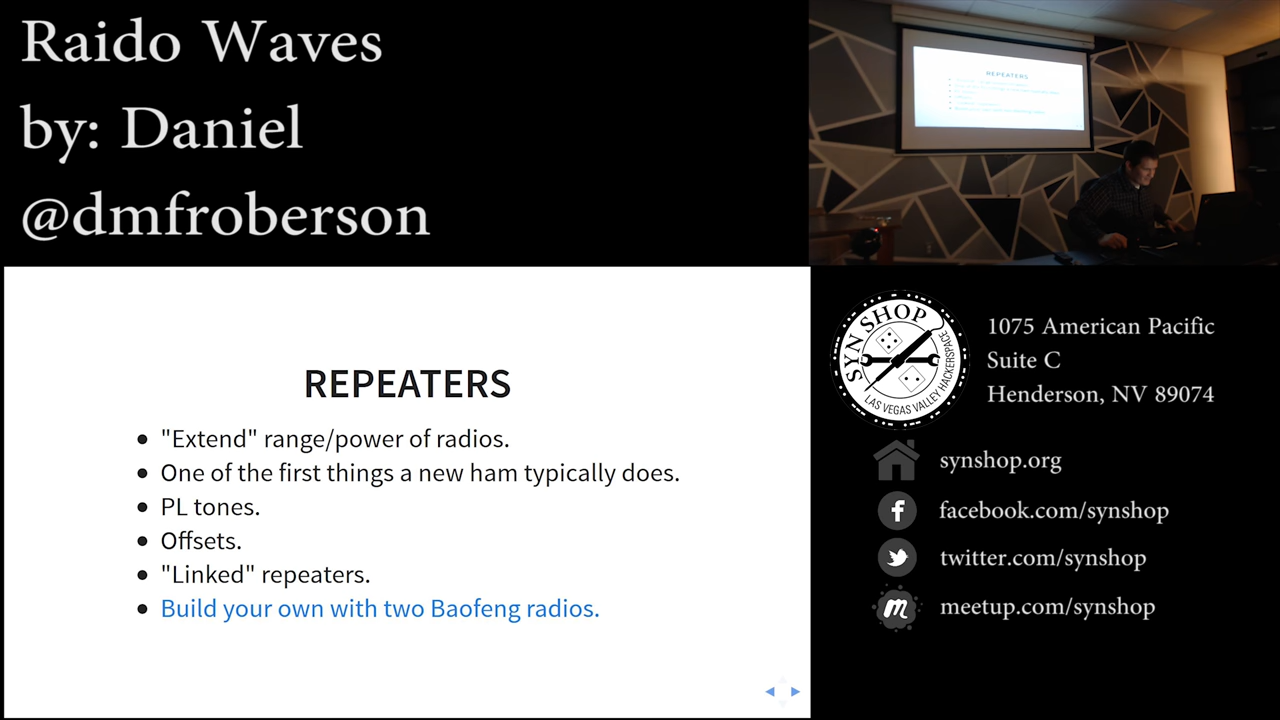 Raido Waves
by: Daniel
@dmfroberson
REPEATERS
REPEATERS
"Extend" range/power of radios.
One of the first things a new ham typically does.
PL tones.
Offsets.
"Linked" repeaters.
Build your own with two Baofeng radios.
SYN SHOP
LAS VEGAS VALLEY HACKERSPACE
1075 American Pacific
Suite C
Henderson, NV 89074
synshop.org
facebook.com/synshop
twitter.com/synshop
meetup.com/synshop